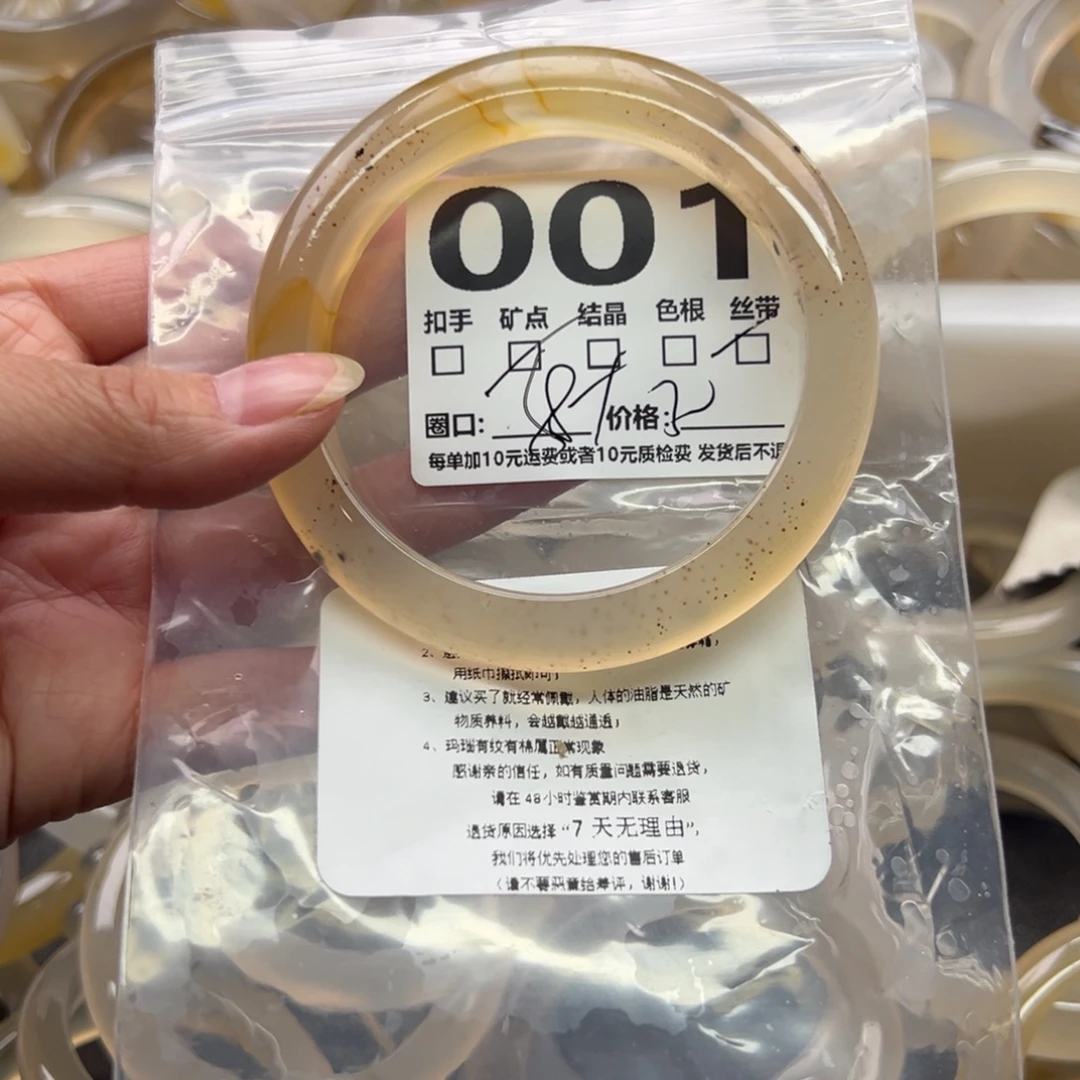 001
扣手 矿点 结晶 色根 丝带
圈口: 价格:
每单加10元运费或者10元质检费 发货后不退
2、
用纸巾擦拭即可；
3、建议买了就经常佩戴，人体的油脂是天然的矿
物质养料，会越戴越通透；
4、玛瑙有纹有棉属正常现象
感谢亲的信任，如有质量问题需要退货，
请在 48小时鉴赏期内联系客服
退货原因选择“7 天无理由”，
我们将优先处理您的售后订单
（请不要恶意给差评，谢谢！）